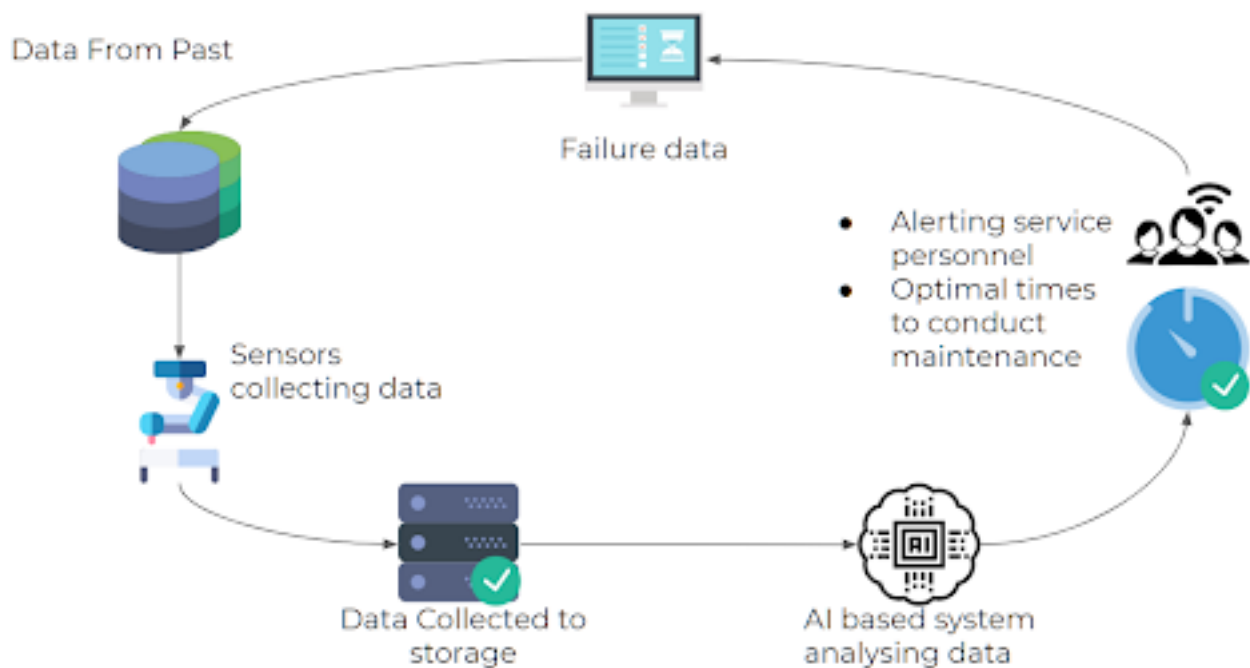 Data From Past
Failure data
Alerting service
personnel
Optimal times
to conduct
maintenance
Sensors
collecting data
Data Collected to
storage
AI
AI based system
analysing data